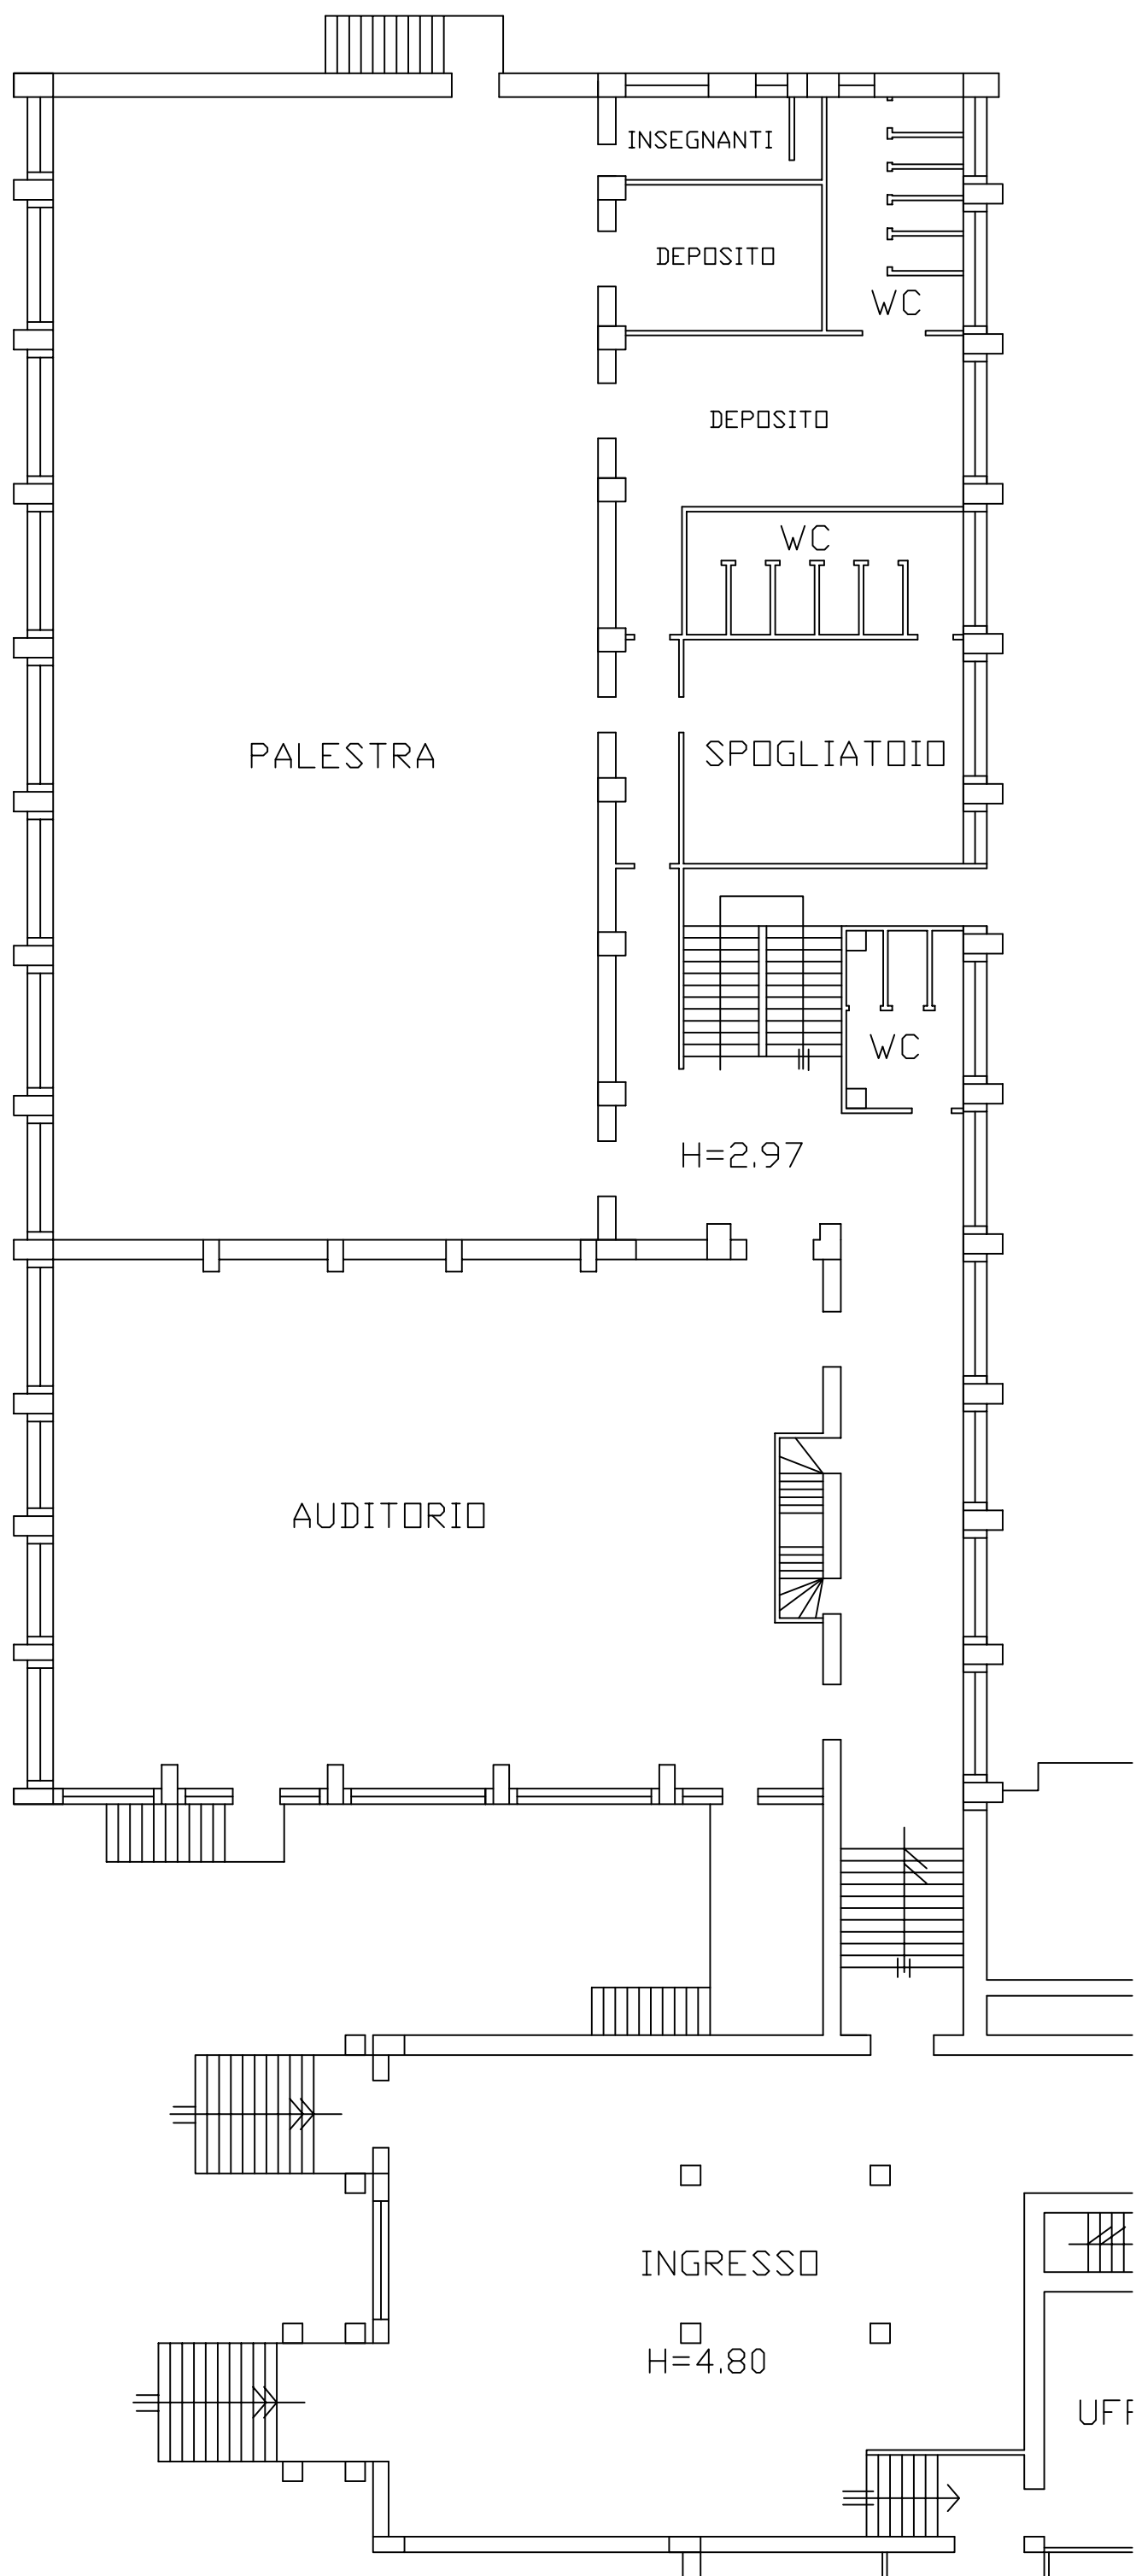 INSEGNANTI
DEPOSITO
WC
DEPOSITO
WC
PALESTRA
SPOGLIATOIO
WC
H=2.97
AUDITORIO
INGRESSO
H=4.80